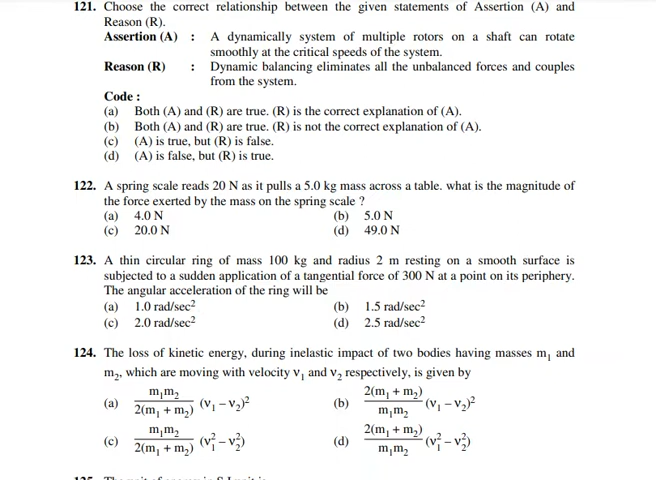 121. Choose the correct relationship between the given statements of Assertion (A) and
Reason (R).
Assertion (A) : A dynamically system of multiple rotors on a shaft can rotate
smoothly at the critical speeds of the system.
Reason (R) : Dynamic balancing eliminates all the unbalanced forces and couples
from the system.
Code :
(a) Both (A) and (R) are true. (R) is the correct explanation of (A).
(b) Both (A) and (R) are true. (R) is not the correct explanation of (A).
(c) (A) is true, but (R) is false.
(d) (A) is false, but (R) is true.
122. A spring scale reads 20 N as it pulls a 5.0 kg mass across a table. what is the magnitude of
the force exerted by the mass on the spring scale ?
(a) 4.0 N (b) 5.0 N
(c) 20.0 N (d) 49.0 N
123. A thin circular ring of mass 100 kg and radius 2 m resting on a smooth surface is
subjected to a sudden application of a tangential force of 300 N at a point on its periphery.
The angular acceleration of the ring will be
(a) 1.0 rad/sec² (b) 1.5 rad/sec²
(c) 2.0 rad/sec² (d) 2.5 rad/sec²
124. The loss of kinetic energy, during inelastic impact of two bodies having masses m₁ and
m₂, which are moving with velocity v₁ and v₂ respectively, is given by
(a) m₁m₂ / 2(m₁ + m₂) (v₁ – v₂)² (b) 2(m₁ + m₂) / m₁m₂ (v₁ – v₂)²
(c) m₁m₂ / 2(m₁ + m₂) (v₁² – v₂²) (d) 2(m₁ + m₂) / m₁m₂ (v₁² – v₂²)